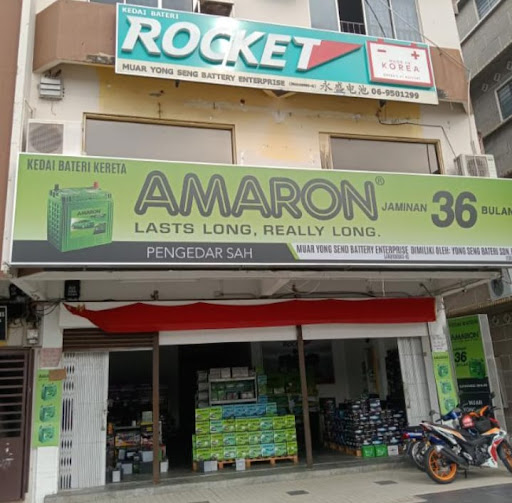 KEDAI BATERI
ROCKET
MADE IN
KOREA
MUAR YONG SENG BATTERY ENTERPRISE
永盛电池 06-9501299
KEDAI BATERI KERETA
AMARON®
JAMINAN 36 BULAN
LASTS LONG, REALLY LONG.
PENGEDAR SAH
MUAR YONG SENG BATTERY ENTERPRISE DIMILIKI OLEH: YONG SENG BATERI SDN
36